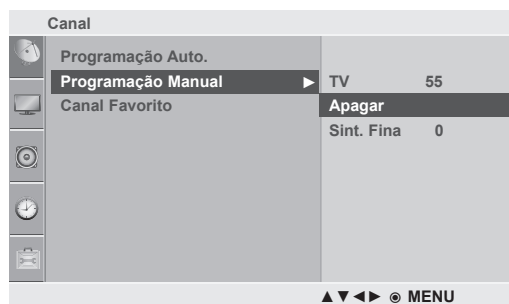 Canal
Programação Auto.
Programação Manual ▶ TV 55
Canal Favorito Apagar
Sint. Fina 0
▲▼◄► ◉ MENU